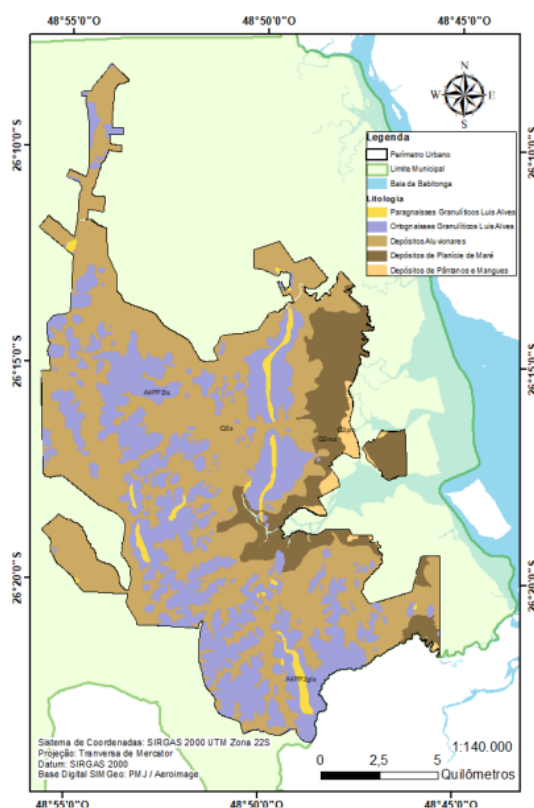 48°55'0"O 48°50'0"O 48°45'0"O
N
W E
S
26°10'0"S 26°10'0"S
Legenda
Perímetro Urbano
Limite Municipal
Baia da Babitonga
Litologia
Paragnaisses Granulíticos Luis Alves
Ortognaisses Granulíticos Luis Alves
Depósitos Aluvionares
Depósitos de Planície de Maré
Depósitos de Pântanos e Mangues
26°15'0"S 26°15'0"S
A4PP2la
Q2a
Q2ma
26°20'0"S 26°20'0"S
Sistema de Coordenadas: SIRGAS 2000 UTM Zona 22S
Projeção: Tranversa de Mercator
Datum: SIRGAS 2000
Base Digital SIMGeo: PMJ / Aeroimage
1:140.000
0 2,5 5
Quilômetros
48°55'0"O 48°50'0"O 48°45'0"O